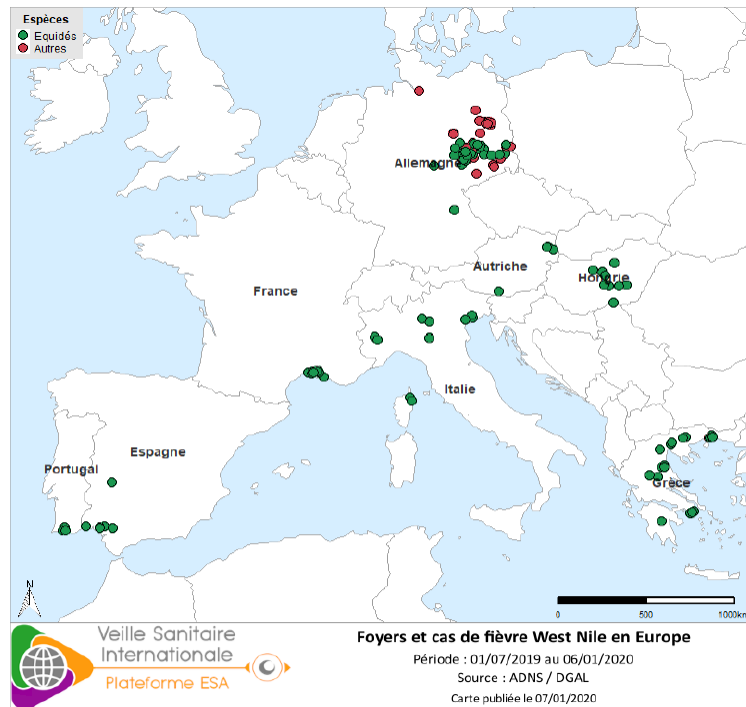 Espèces
Equidés
Autres
Allemagne
Autriche
Hongrie
France
Italie
Espagne
Portugal
Grèce
N
0 500 1000km
Veille Sanitaire
Internationale
Plateforme ESA
Foyers et cas de fièvre West Nile en Europe
Période : 01/07/2019 au 06/01/2020
Source : ADNS / DGAL
Carte publiée le 07/01/2020